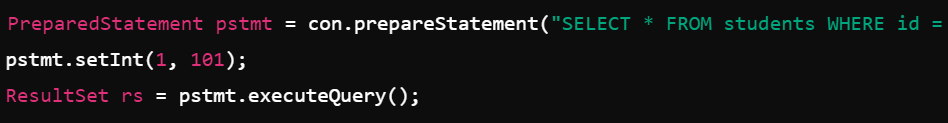 PreparedStatement pstmt = con.prepareStatement("SELECT * FROM students WHERE id =
pstmt.setInt(1, 101);
ResultSet rs = pstmt.executeQuery();